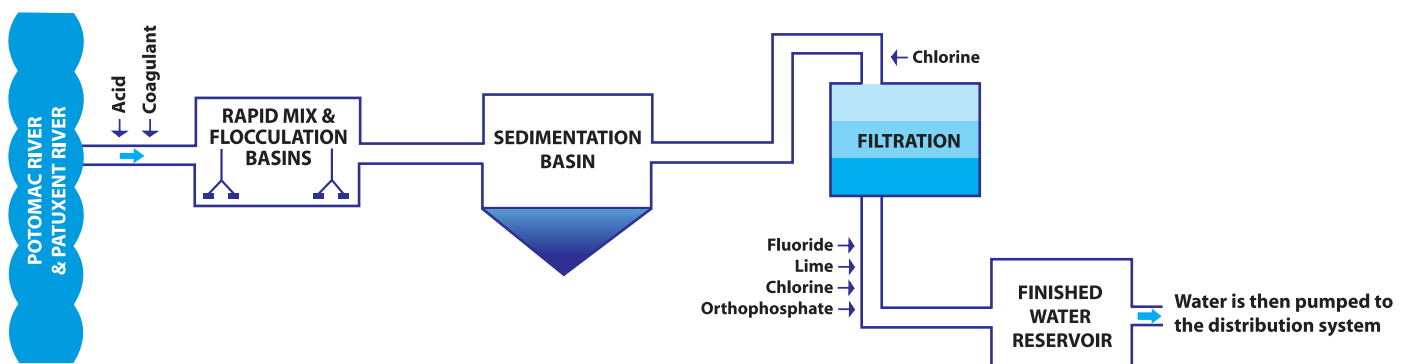 POTOMAC RIVER
& PATUXENT RIVER
Acid
Coagulant
RAPID MIX &
FLOCCULATION
BASINS
SEDIMENTATION
BASIN
Chlorine
FILTRATION
Fluoride
Lime
Chlorine
Orthophosphate
FINISHED
WATER
RESERVOIR
Water is then pumped to
the distribution system